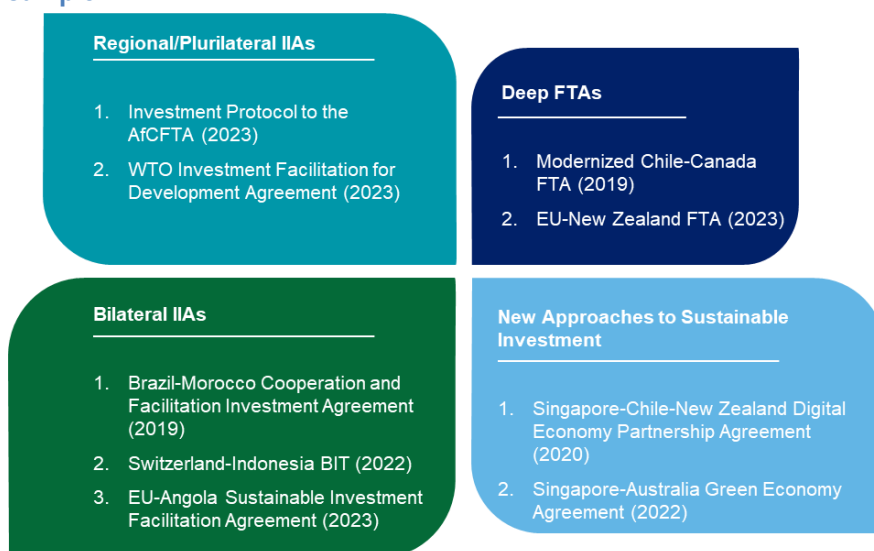 Regional/Plurilateral IIAs
1. Investment Protocol to the
AfCFTA (2023)
2. WTO Investment Facilitation for
Development Agreement (2023)
Deep FTAs
1. Modernized Chile-Canada
FTA (2019)
2. EU-New Zealand FTA (2023)
Bilateral IIAs
1. Brazil-Morocco Cooperation and
Facilitation Investment Agreement
(2019)
2. Switzerland-Indonesia BIT (2022)
3. EU-Angola Sustainable Investment
Facilitation Agreement (2023)
New Approaches to Sustainable
Investment
1. Singapore-Chile-New Zealand Digital
Economy Partnership Agreement
(2020)
2. Singapore-Australia Green Economy
Agreement (2022)